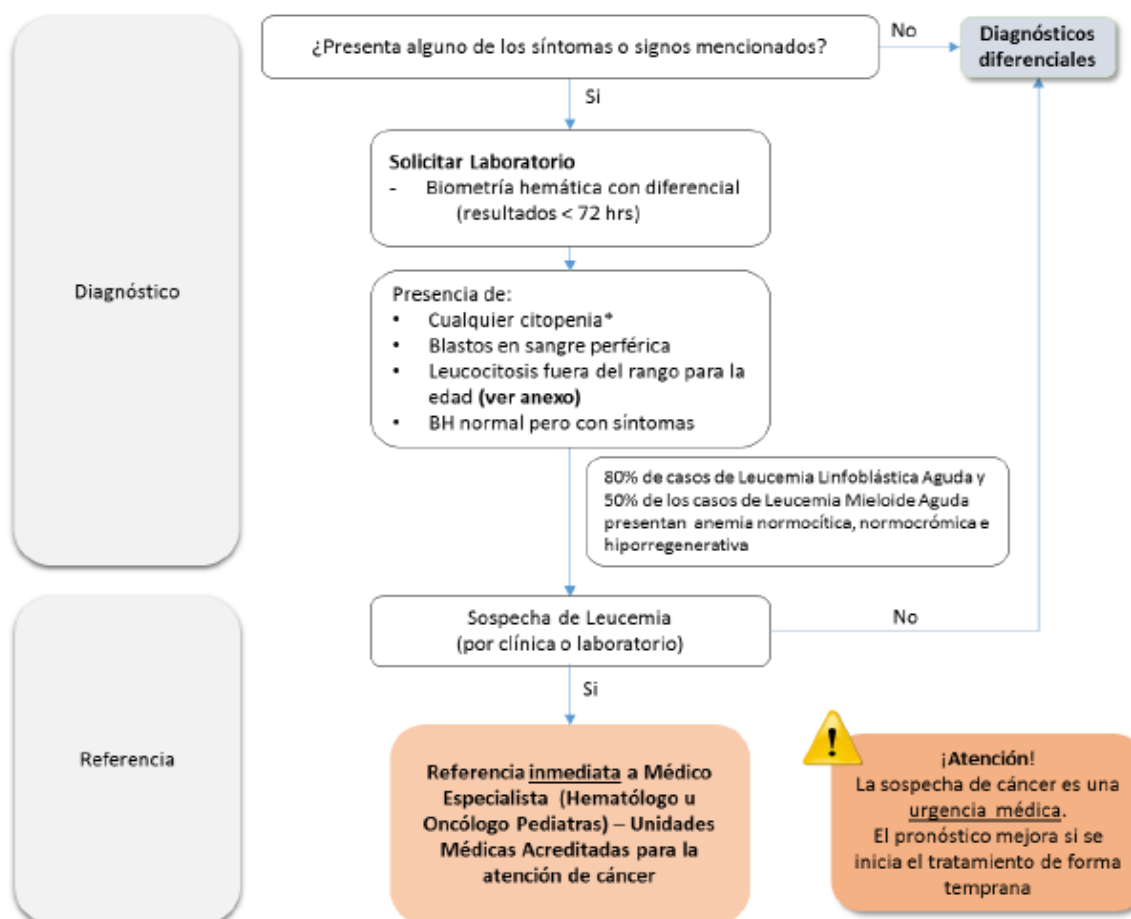 ¿Presenta alguno de los síntomas o signos mencionados?
No
Diagnósticos
diferenciales
Si
Solicitar Laboratorio
- Biometría hemática con diferencial
(resultados < 72 hrs)
Diagnóstico
Presencia de:
• Cualquier citopenia*
• Blastos en sangre perférica
• Leucocitosis fuera del rango para la
edad (ver anexo)
• BH normal pero con síntomas
80% de casos de Leucemia Linfoblástica Aguda y
50% de los casos de Leucemia Mieloide Aguda
presentan anemia normocítica, normocrómica e
hiporregenerativa
Sospecha de Leucemia
(por clínica o laboratorio)
No
Si
Referencia
Referencia inmediata a Médico
Especialista (Hematólogo u
Oncólogo Pediatras) – Unidades
Médicas Acreditadas para la
atención de cáncer
!
¡Atención!
La sospecha de cáncer es una
urgencia médica.
El pronóstico mejora si se
inicia el tratamiento de forma
temprana